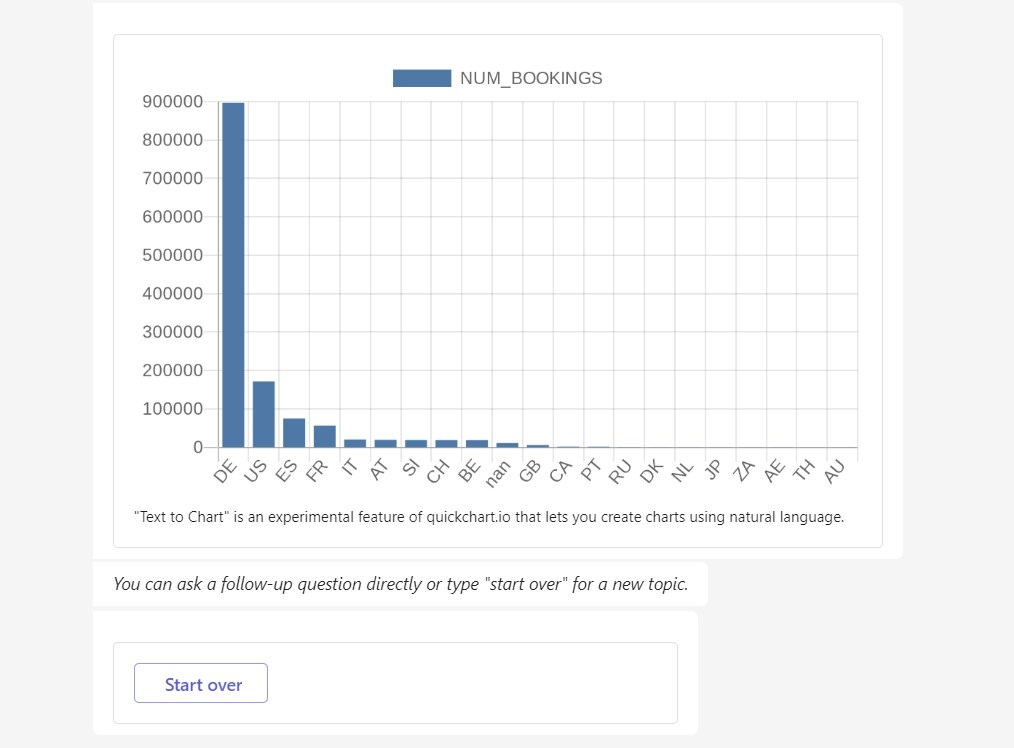 NUM_BOOKINGS
900000
800000
700000
600000
500000
400000
300000
200000
100000
0
DE US ES FR IT AT SI CH BE nan GB CA PT RU DK NL JP ZA AE TH AU
"Text to Chart" is an experimental feature of quickchart.io that lets you create charts using natural language.
You can ask a follow-up question directly or type "start over" for a new topic.
Start over